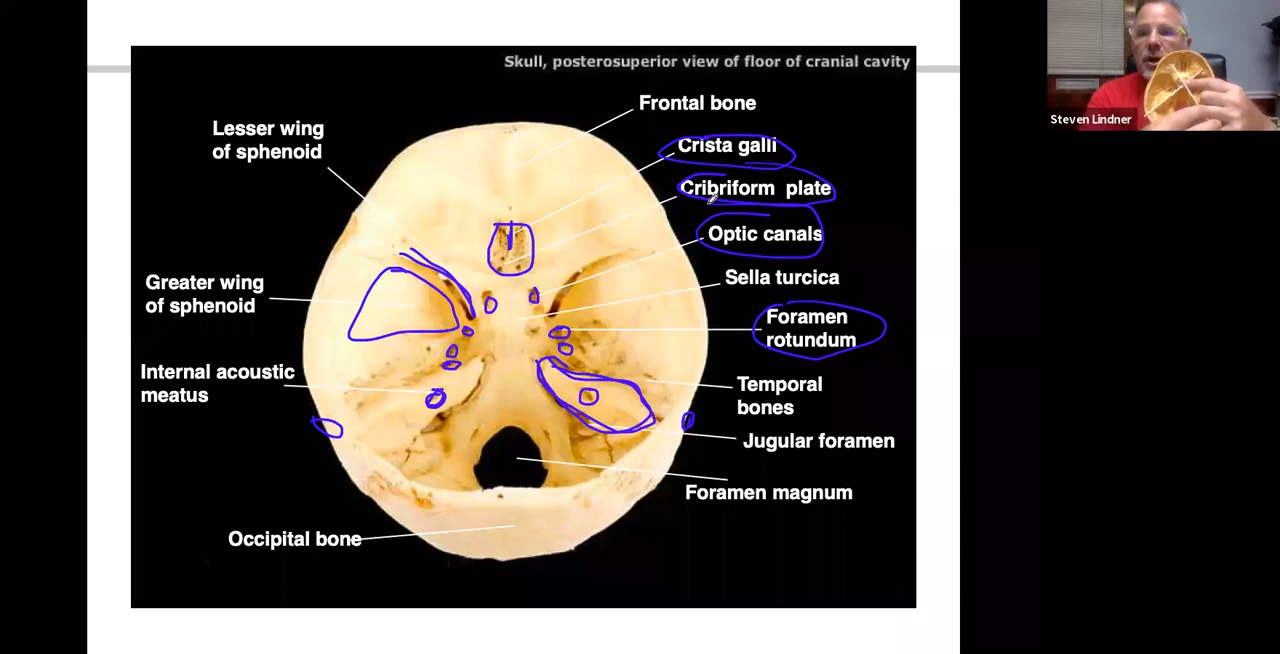 Skull, posterosuperior view of floor of cranial cavity
Frontal bone
Lesser wing
of sphenoid
Crista galli
Cribriform plate
Optic canals
Sella turcica
Greater wing
of sphenoid
Foramen
rotundum
Internal acoustic
meatus
Temporal
bones
Jugular foramen
Foramen magnum
Occipital bone
Steven Lindner